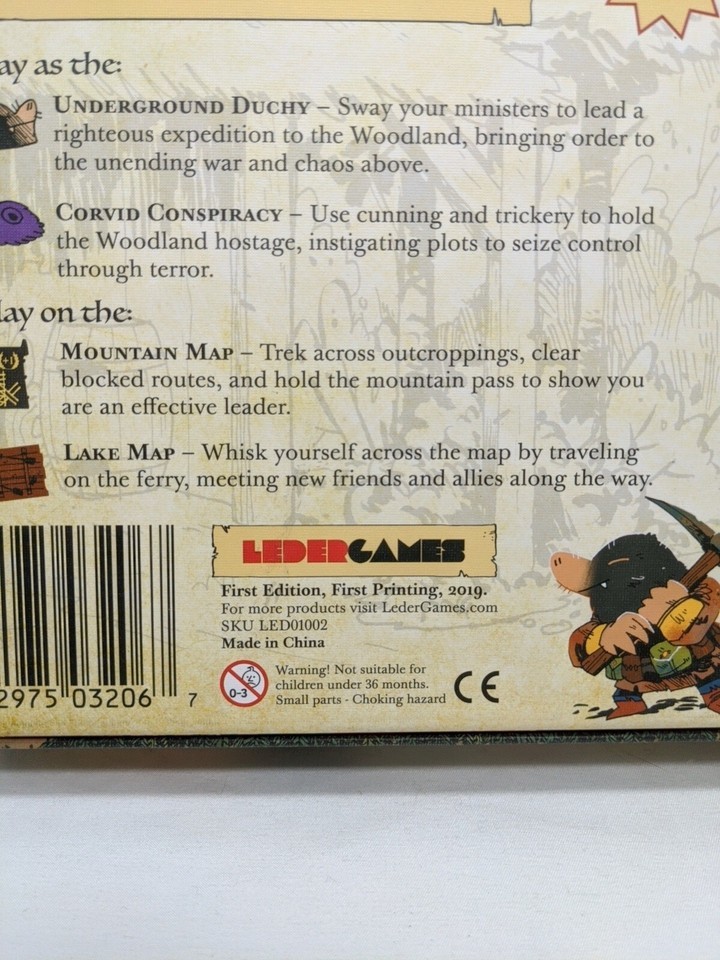 ay as the:
UNDERGROUND DUCHY – Sway your ministers to lead a
righteous expedition to the Woodland, bringing order to
the unending war and chaos above.
CORVID CONSPIRACY – Use cunning and trickery to hold
the Woodland hostage, instigating plots to seize control
through terror.
lay on the:
MOUNTAIN MAP – Trek across outcroppings, clear
blocked routes, and hold the mountain pass to show you
are an effective leader.
LAKE MAP – Whisk yourself across the map by traveling
on the ferry, meeting new friends and allies along the way.
LEDERGAMES
First Edition, First Printing, 2019.
For more products visit LederGames.com
SKU LED01002
Made in China
0-3
Warning! Not suitable for
children under 36 months.
Small parts - Choking hazard
CE
2975 03206 7